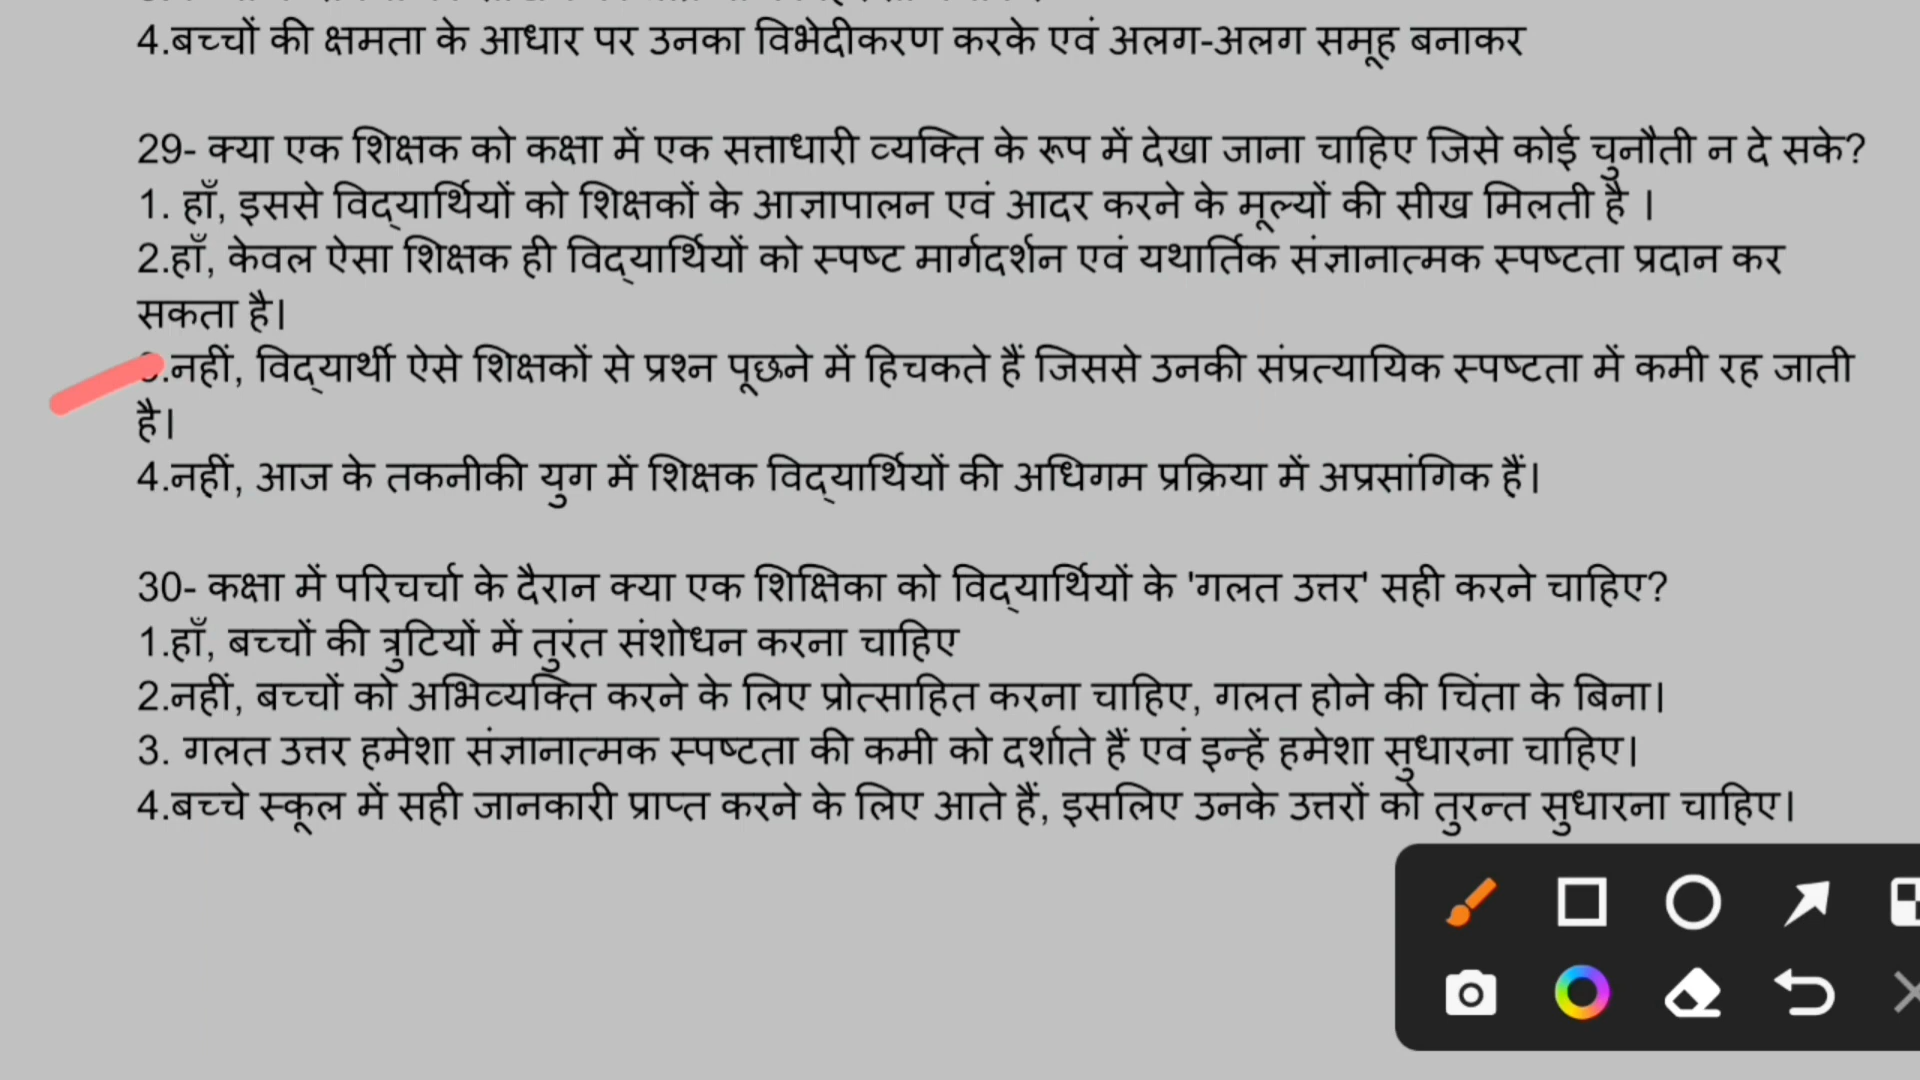 4.बच्चों की क्षमता के आधार पर उनका विभेदीकरण करके एवं अलग-अलग समूह बनाकर
29- क्या एक शिक्षक को कक्षा में एक सत्ताधारी व्यक्ति के रूप में देखा जाना चाहिए जिसे कोई चुनौती न दे सके?
1. हाँ, इससे विद्यार्थियों को शिक्षकों के आज्ञापालन एवं आदर करने के मूल्यों की सीख मिलती है ।
2.हाँ, केवल ऐसा शिक्षक ही विद्यार्थियों को स्पष्ट मार्गदर्शन एवं यथार्तिक संज्ञानात्मक स्पष्टता प्रदान कर
सकता है।
.नहीं, विद्यार्थी ऐसे शिक्षकों से प्रश्न पूछने में हिचकते हैं जिससे उनकी संप्रत्यायिक स्पष्टता में कमी रह जाती
है।
4.नहीं, आज के तकनीकी युग में शिक्षक विद्यार्थियों की अधिगम प्रक्रिया में अप्रसांगिक हैं।
30- कक्षा में परिचर्चा के दैरान क्या एक शिक्षिका को विद्यार्थियों के 'गलत उत्तर' सही करने चाहिए?
1.हाँ, बच्चों की त्रुटियों में तुरंत संशोधन करना चाहिए
2.नहीं, बच्चों को अभिव्यक्ति करने के लिए प्रोत्साहित करना चाहिए, गलत होने की चिंता के बिना।
3. गलत उत्तर हमेशा संज्ञानात्मक स्पष्टता की कमी को दर्शाते हैं एवं इन्हें हमेशा सुधारना चाहिए।
4.बच्चे स्कूल में सही जानकारी प्राप्त करने के लिए आते हैं, इसलिए उनके उत्तरों को तुरन्त सुधारना चाहिए।